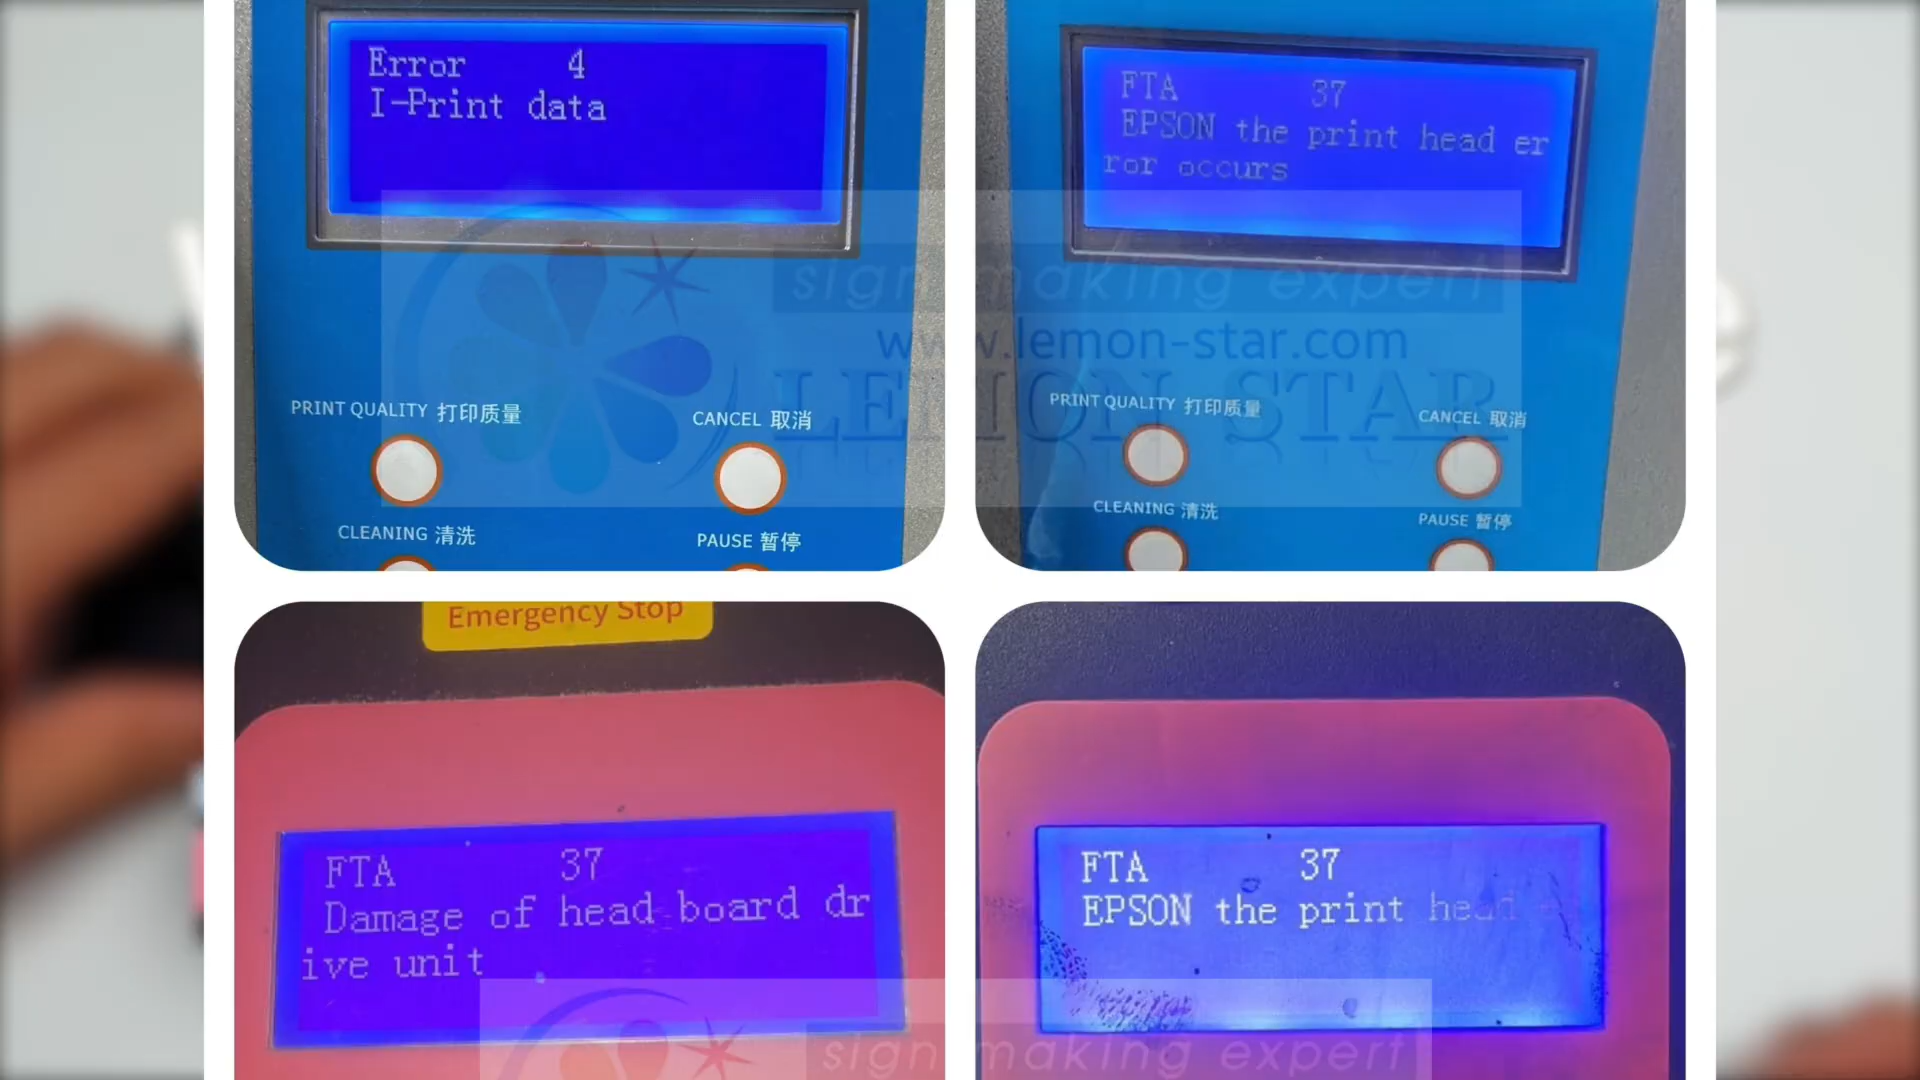 Error 4
I-Print data
PRINT QUALITY 打印质量
CANCEL 取消
CLEANING 清洗
PAUSE 暂停
FTA 37
EPSON the print head er
ror occurs
PRINT QUALITY 打印质量
CANCEL 取消
CLEANING 清洗
PAUSE 暂停
sign making expert
www.lemon-star.com
LEMON STAR
Emergency Stop
FTA 37
Damage of head board dr
ive unit
FTA 37
EPSON the print head
sign making expert